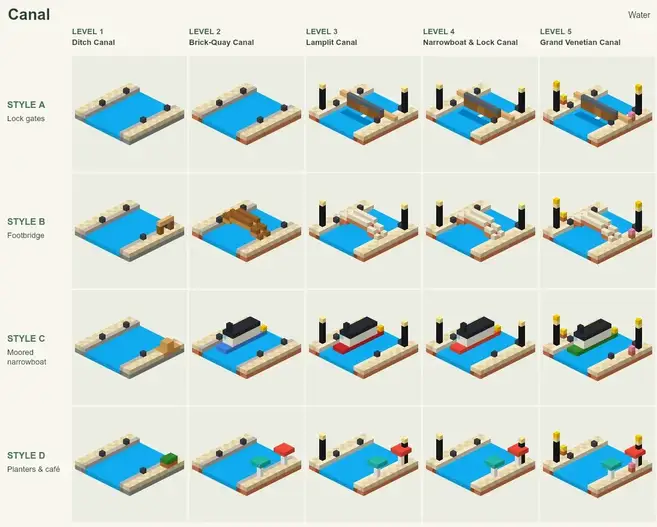 Canal
Water
LEVEL 1
Ditch Canal
LEVEL 2
Brick-Quay Canal
LEVEL 3
Lamplit Canal
LEVEL 4
Narrowboat & Lock Canal
LEVEL 5
Grand Venetian Canal
STYLE A
Lock gates
STYLE B
Footbridge
STYLE C
Moored
narrowboat
STYLE D
Planters & café